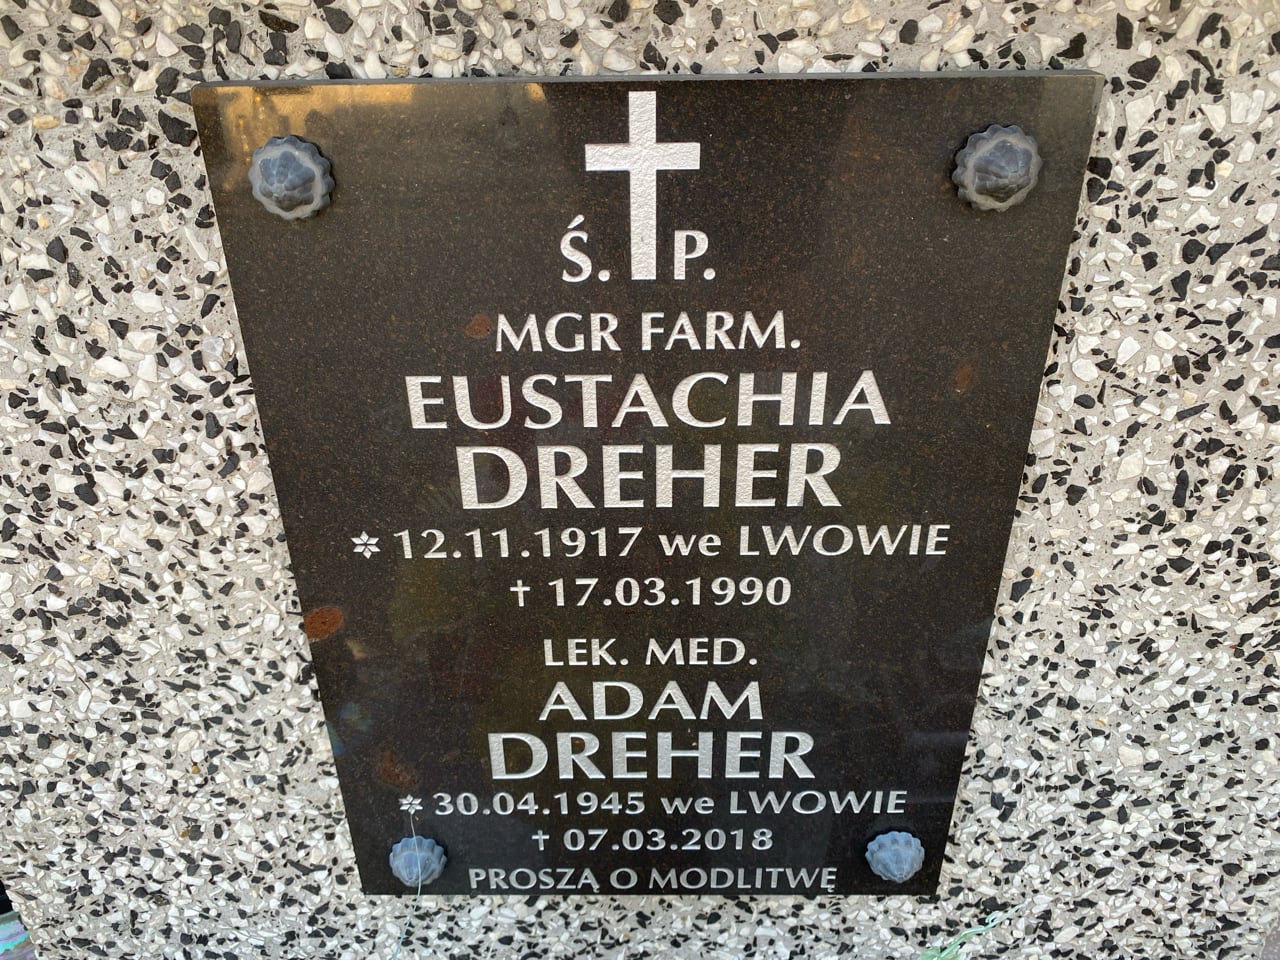 Ś. P.
MGR FARM.
EUSTACHIA
DREHER
* 12.11.1917 we LWOWIE
† 17.03.1990
LEK. MED.
ADAM
DREHER
* 30.04.1945 we LWOWIE
† 07.03.2018
PROSZĄ O MODLITWĘ